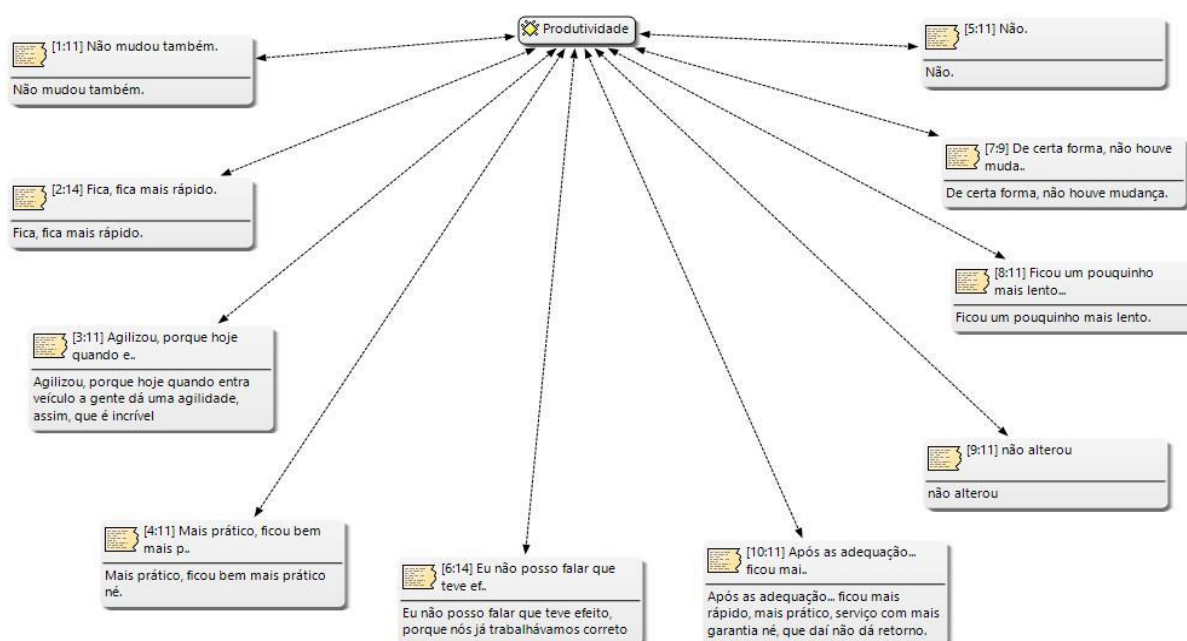 Produtividade
[1:11] Não mudou também.
Não mudou também.
[5:11] Não.
Não.
[2:14] Fica, fica mais rápido.
Fica, fica mais rápido.
[7:9] De certa forma, não houve
muda..
De certa forma, não houve mudança.
[8:11] Ficou um pouquinho
mais lento...
Ficou um pouquinho mais lento.
[3:11] Agilizou, porque hoje
quando e..
Agilizou, porque hoje quando entra
veículo a gente dá uma agilidade,
assim, que é incrível
[9:11] não alterou
não alterou
[4:11] Mais prático, ficou bem
mais p..
Mais prático, ficou bem mais prático
né.
[6:14] Eu não posso falar que
teve ef..
Eu não posso falar que teve efeito,
porque nós já trabalhávamos correto
[10:11] Após as adequação...
ficou mai..
Após as adequação... ficou mais
rápido, mais prático, serviço com mais
garantia né, que daí não dá retorno.